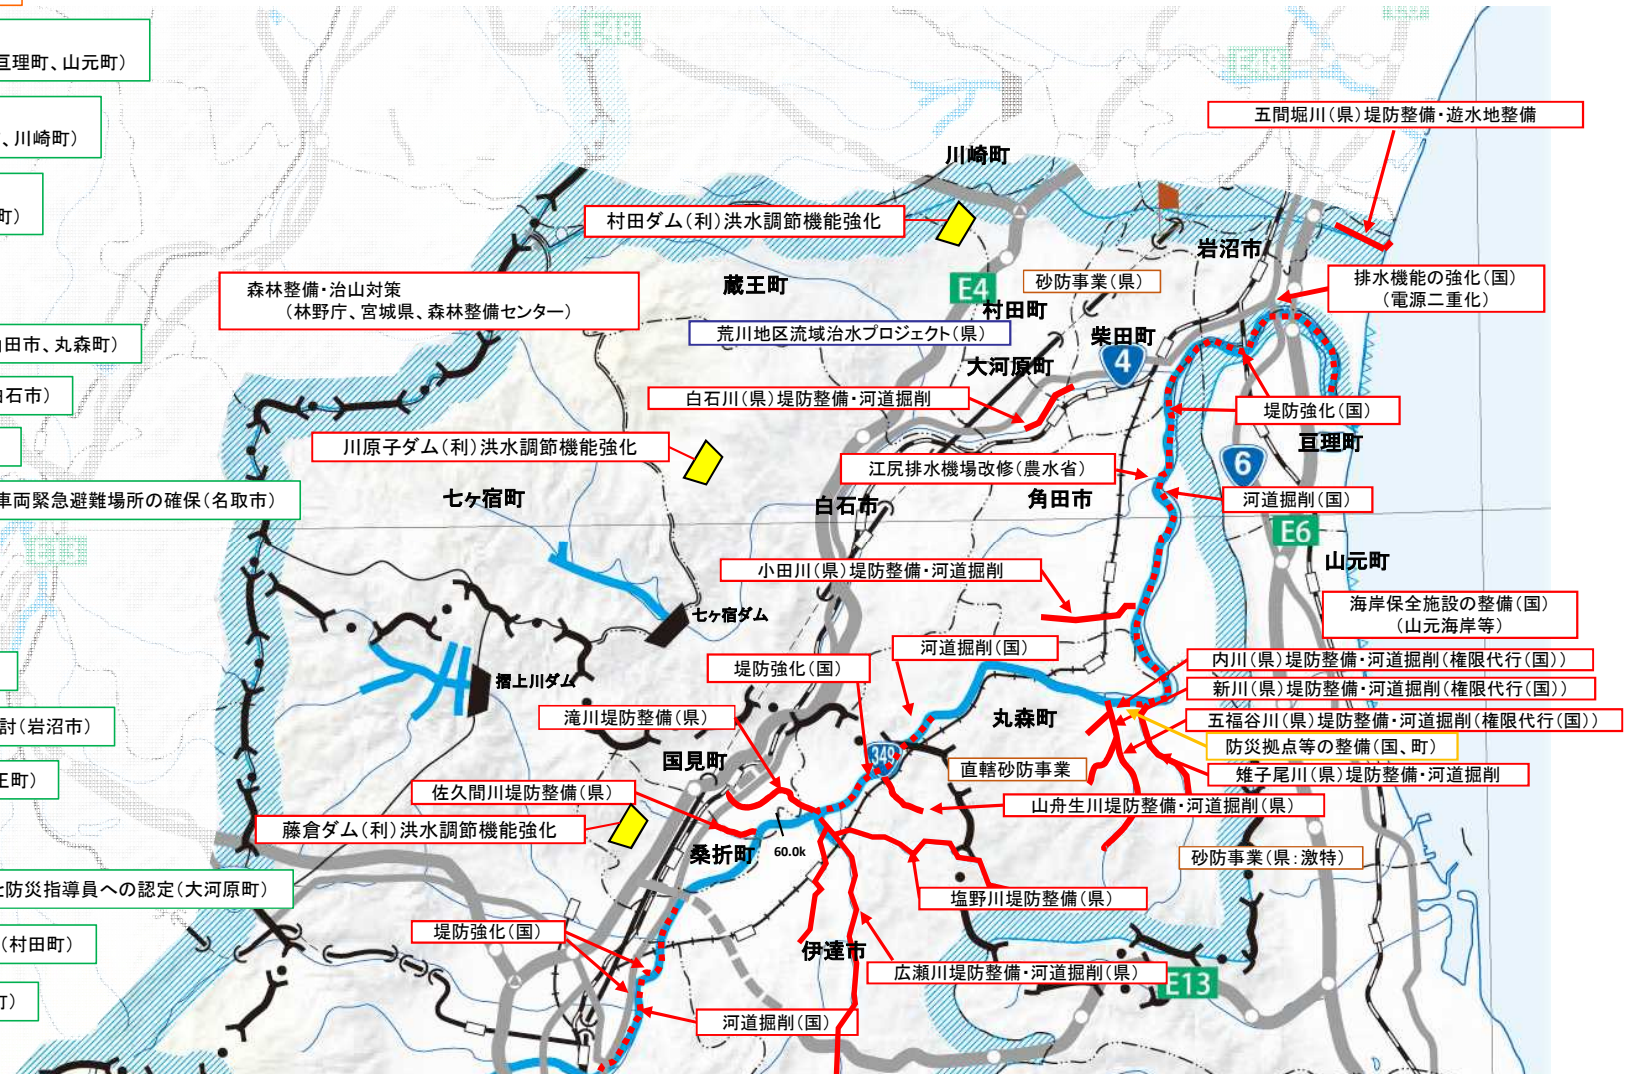 亘理町、山元町）
、川崎町）
町）
田市、丸森町）
白石市）
車両緊急避難場所の確保（名取市）
討（岩沼市）
王町）
と防災指導員への認定（大河原町）
（村田町）
町）
E48
E48
五間堀川（県）堤防整備・遊水地整備
川崎町
村田ダム（利）洪水調節機能強化
岩沼市
蔵王町
砂防事業（県）
排水機能の強化（国）
（電源二重化）
森林整備・治山対策
（林野庁、宮城県、森林整備センター）
E4
村田町
荒川地区流域治水プロジェクト（県）
柴田町
4
大河原町
白石川（県）堤防整備・河道掘削
堤防強化（国）
亘理町
川原子ダム（利）洪水調節機能強化
江尻排水機場改修（農水省）
6
七ヶ宿町
白石市
角田市
河道掘削（国）
E6
山元町
小田川（県）堤防整備・河道掘削
海岸保全施設の整備（国）
（山元海岸等）
七ヶ宿ダム
河道掘削（国）
堤防強化（国）
内川（県）堤防整備・河道掘削（権限代行（国））
摺上川ダム
新川（県）堤防整備・河道掘削（権限代行（国））
滝川堤防整備（県）
丸森町
五福谷川（県）堤防整備・河道掘削（権限代行（国））
防災拠点等の整備（国、町）
国見町
349
直轄砂防事業
雉子尾川（県）堤防整備・河道掘削
佐久間川堤防整備（県）
山舟生川堤防整備・河道掘削（県）
藤倉ダム（利）洪水調節機能強化
桑折町
60.0k
砂防事業（県：激特）
塩野川堤防整備（県）
堤防強化（国）
伊達市
広瀬川堤防整備・河道掘削（県）
E13
河道掘削（国）